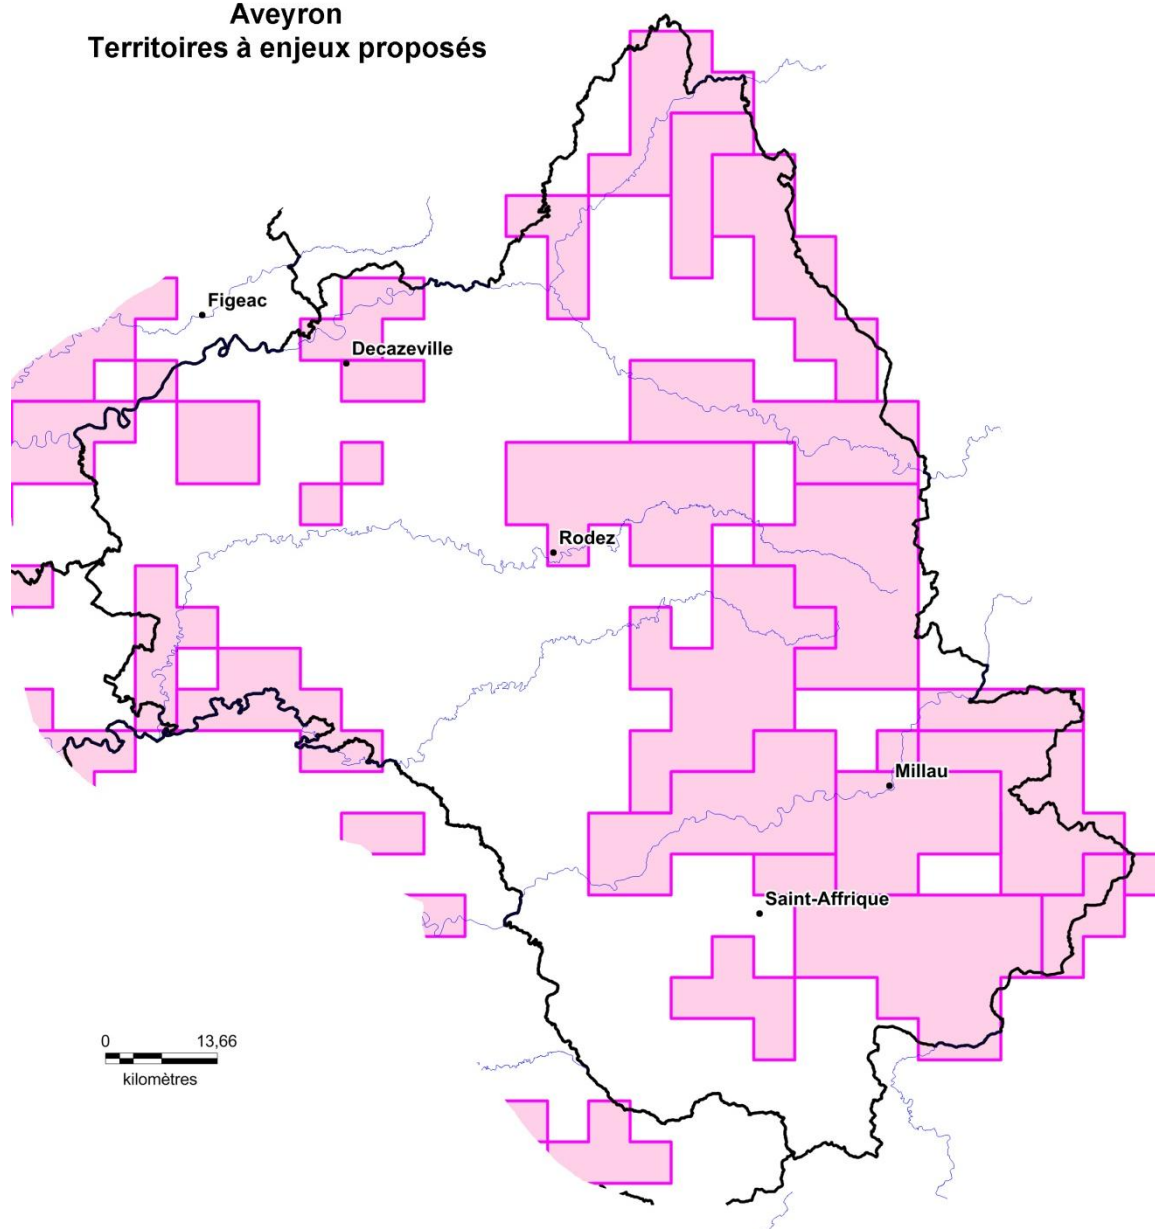 Aveyron
Territoires à enjeux proposés
Figeac
Decazeville
Rodez
Millau
Saint-Affrique
0 13,66
kilomètres